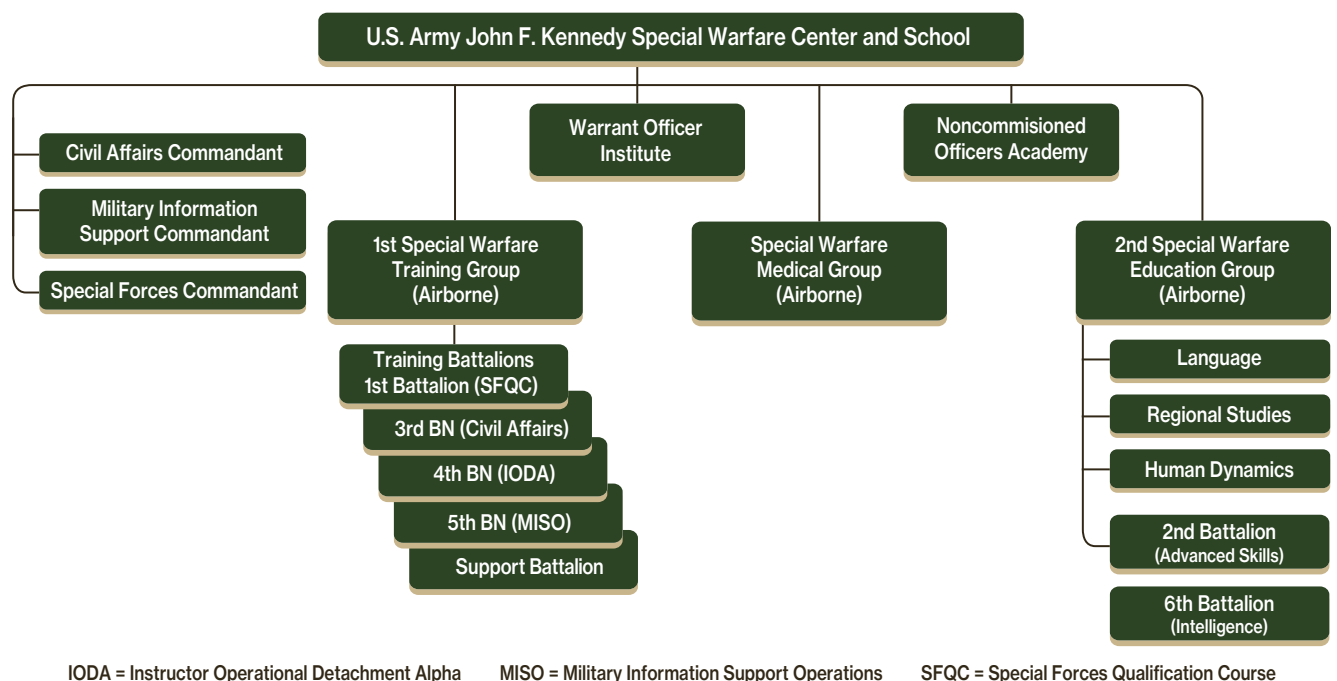 U.S. Army John F. Kennedy Special Warfare Center and School
Warrant Officer
Institute
Noncommisioned
Officers Academy
Civil Affairs Commandant
Military Information
Support Commandant
Special Forces Commandant
1st Special Warfare
Training Group
(Airborne)
Special Warfare
Medical Group
(Airborne)
2nd Special Warfare
Education Group
(Airborne)
Training Battalions
1st Battalion (SFQC)
3rd BN (Civil Affairs)
4th BN (IODA)
5th BN (MISO)
Support Battalion
Language
Regional Studies
Human Dynamics
2nd Battalion
(Advanced Skills)
6th Battalion
(Intelligence)
IODA = Instructor Operational Detachment Alpha MISO = Military Information Support Operations SFQC = Special Forces Qualification Course